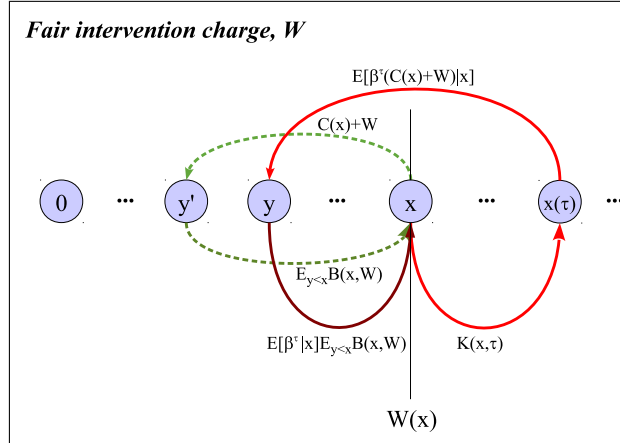 Fair intervention charge, W
E[β^τ(C(x)+W)|x]
C(x)+W
0 ... y' y ... x ... x(τ) ...
E_{y<x}B(x,W)
E[β^τ|x]E_{y<x}B(x,W) K(x,τ)
W(x)